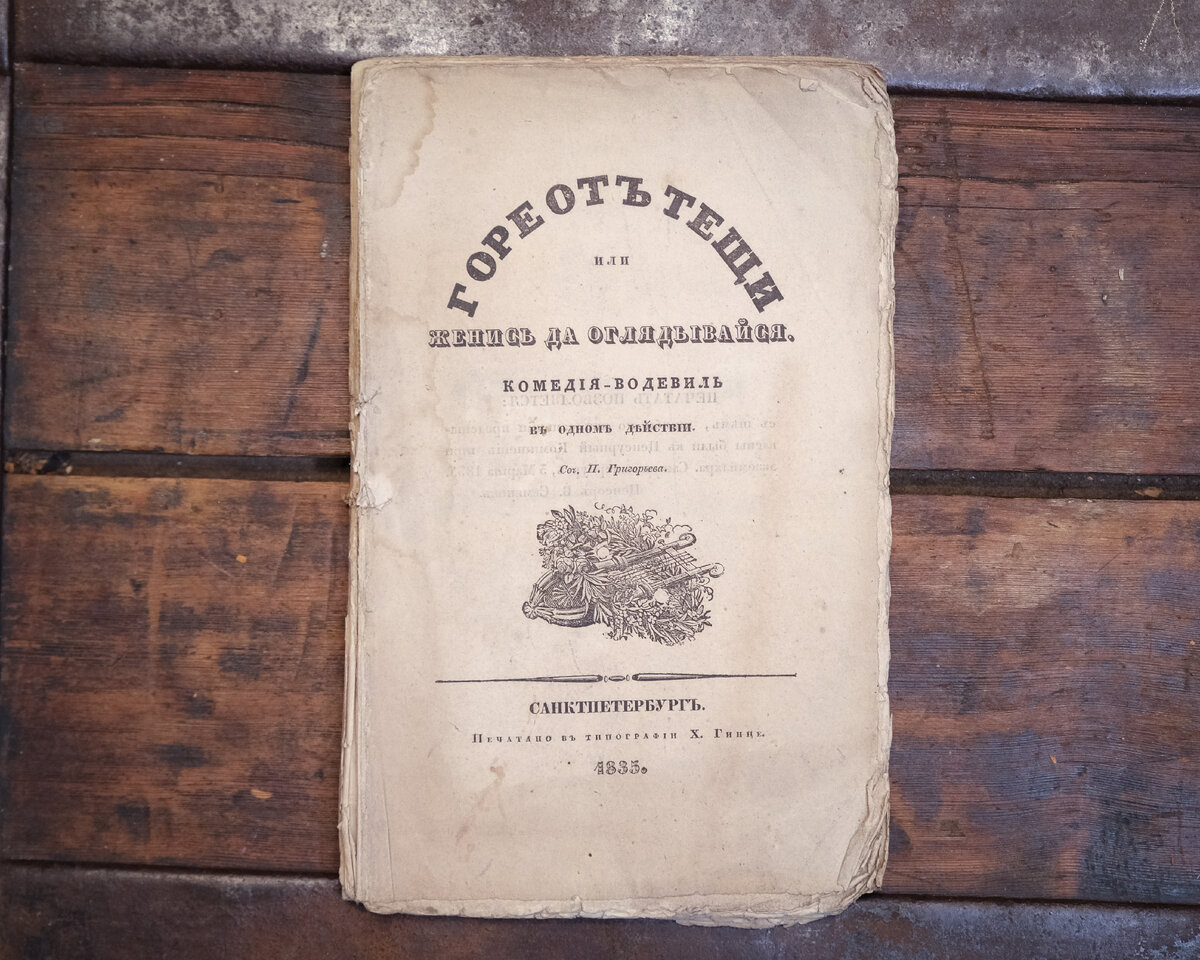 ГОРЕ ОТЪ ТЕЩИ
ИЛИ
ЖЕНИСЬ ДА ОГЛЯДЫВАЙСЯ.
КОМЕДІЯ-ВОДЕВИЛЬ
ВЪ ОДНОМЪ ДѢЙСТВІИ.
Соч. П. Григорьева.
САНКТПЕТЕРБУРГЪ.
Печатано въ типографіи Х. Гинце.
1835.